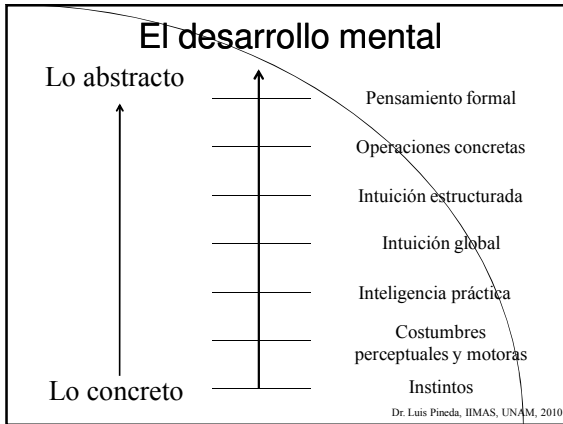 El desarrollo mental
Lo abstracto
Pensamiento formal
Operaciones concretas
Intuición estructurada
Intuición global
Inteligencia práctica
Costumbres
perceptuales y motoras
Lo concreto
Instintos
Dr. Luis Pineda, IIMAS, UNAM, 2010